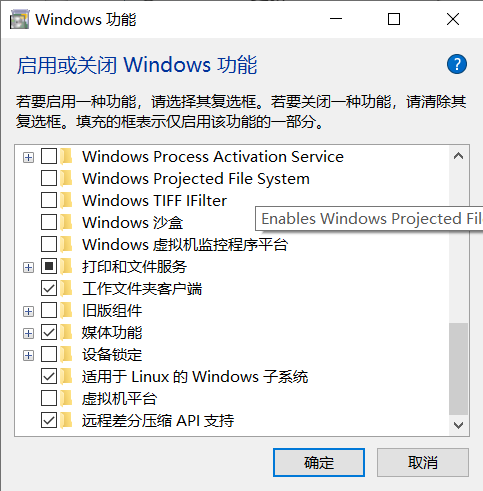 Windows 功能
启用或关闭 Windows 功能
?
若要启用一种功能，请选择其复选框。若要关闭一种功能，请清除其
复选框。填充的框表示仅启用该功能的一部分。
Windows Process Activation Service
Windows Projected File System
Windows TIFF IFilter
Windows 沙盒
Enables Windows Projected Fil
Windows 虚拟机监控程序平台
打印和文件服务
工作文件夹客户端
旧版组件
媒体功能
设备锁定
适用于 Linux 的 Windows 子系统
虚拟机平台
远程差分压缩 API 支持
确定
取消